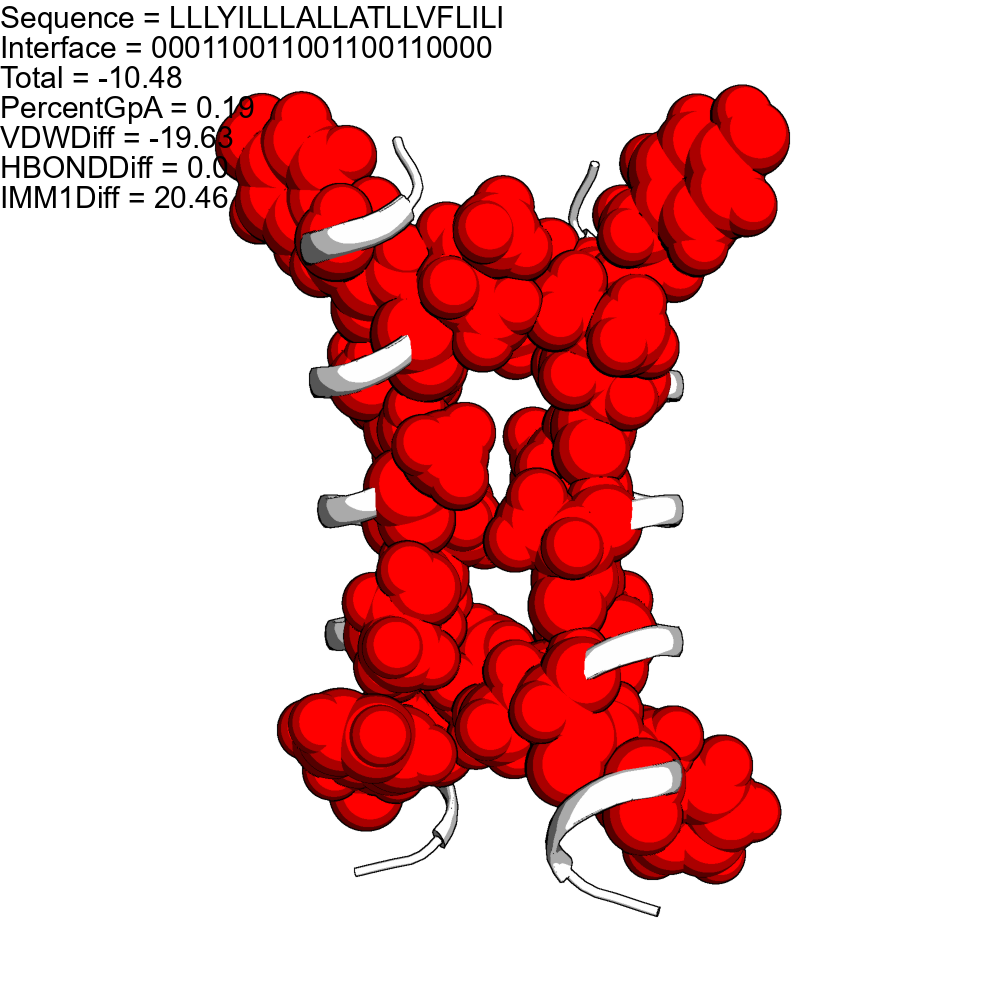 Sequence = LLLYILLLALLATLLVFLILI
Interface = 000110011001100110000
Total = -10.48
PercentGpA = 0.19
VDWDiff = -19.63
HBONDDiff = 0.0
IMM1Diff = 20.46